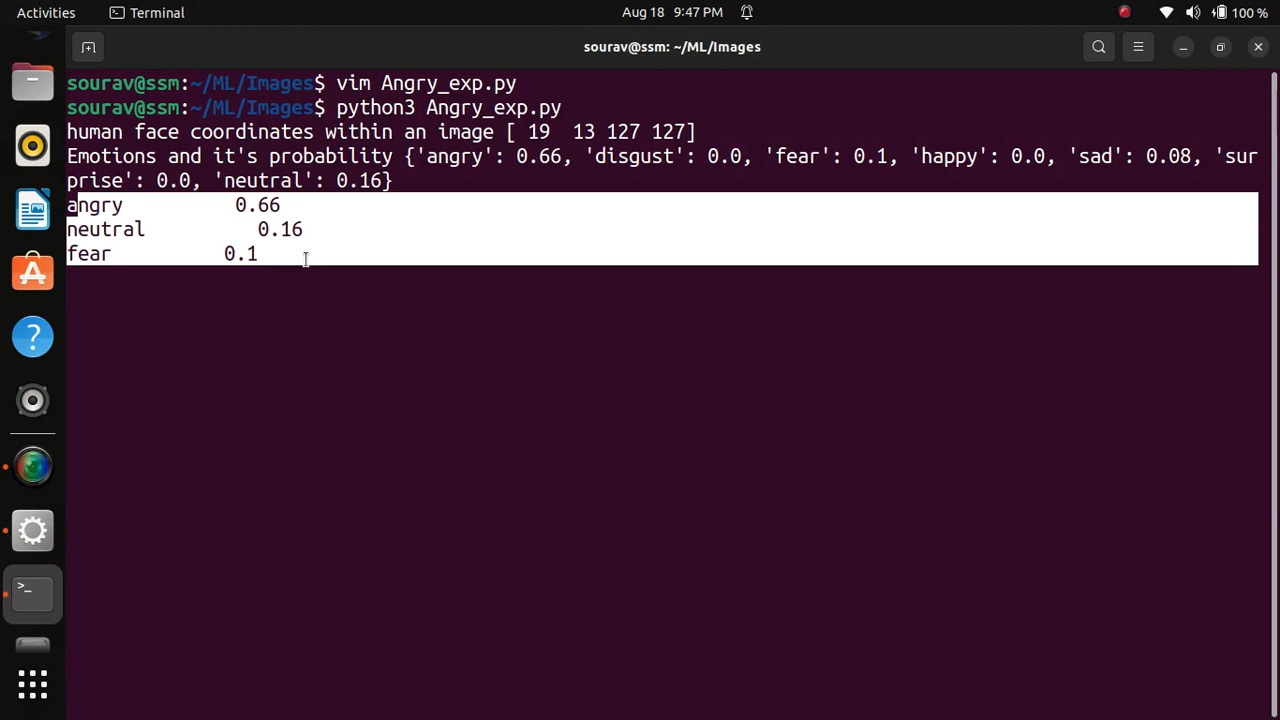 Activities Terminal Aug 18 9:47 PM 100 %
sourav@ssm: ~/ML/Images
sourav@ssm:~/ML/Images$ vim Angry_exp.py
sourav@ssm:~/ML/Images$ python3 Angry_exp.py
human face coordinates within an image [ 19  13 127 127]
Emotions and it's probability {'angry': 0.66, 'disgust': 0.0, 'fear': 0.1, 'happy': 0.0, 'sad': 0.08, 'sur
prise': 0.0, 'neutral': 0.16}
angry          0.66
neutral          0.16
fear          0.1